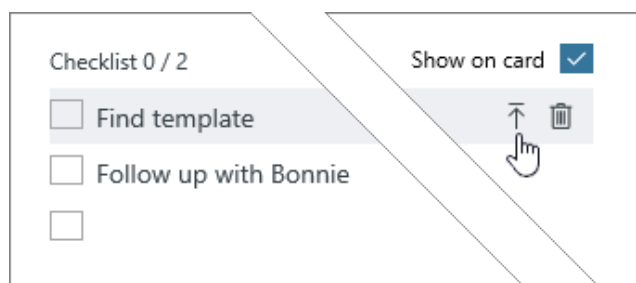 Checklist 0 / 2
Show on card
Find template
Follow up with Bonnie